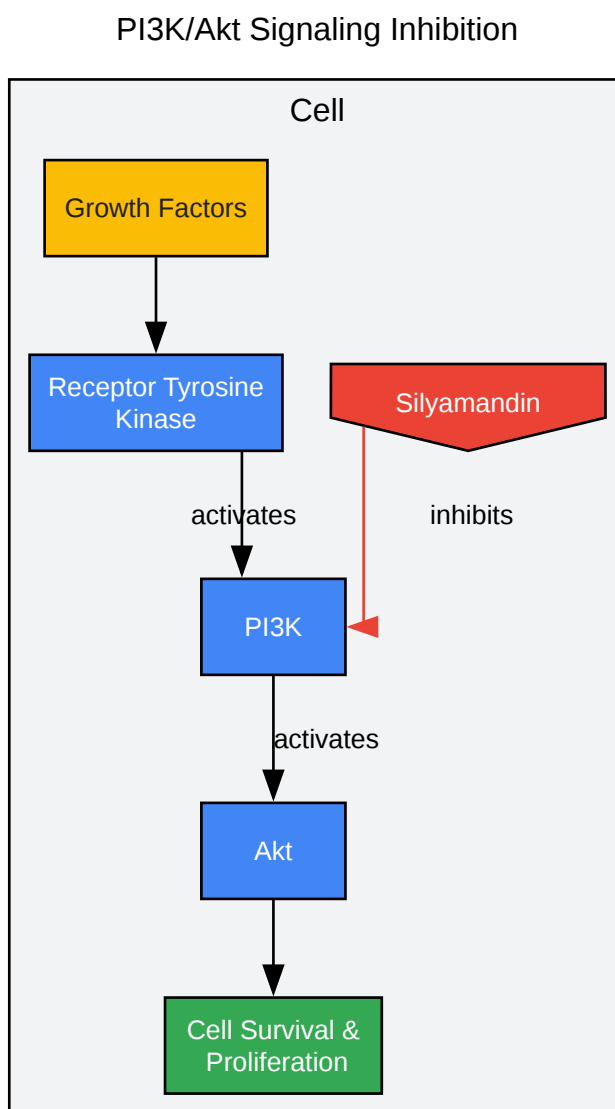 PI3K/Akt Signaling Inhibition
Cell
Growth Factors
Receptor Tyrosine
Kinase
Silyamandin
activates
inhibits
PI3K
activates
Akt
Cell Survival &
Proliferation